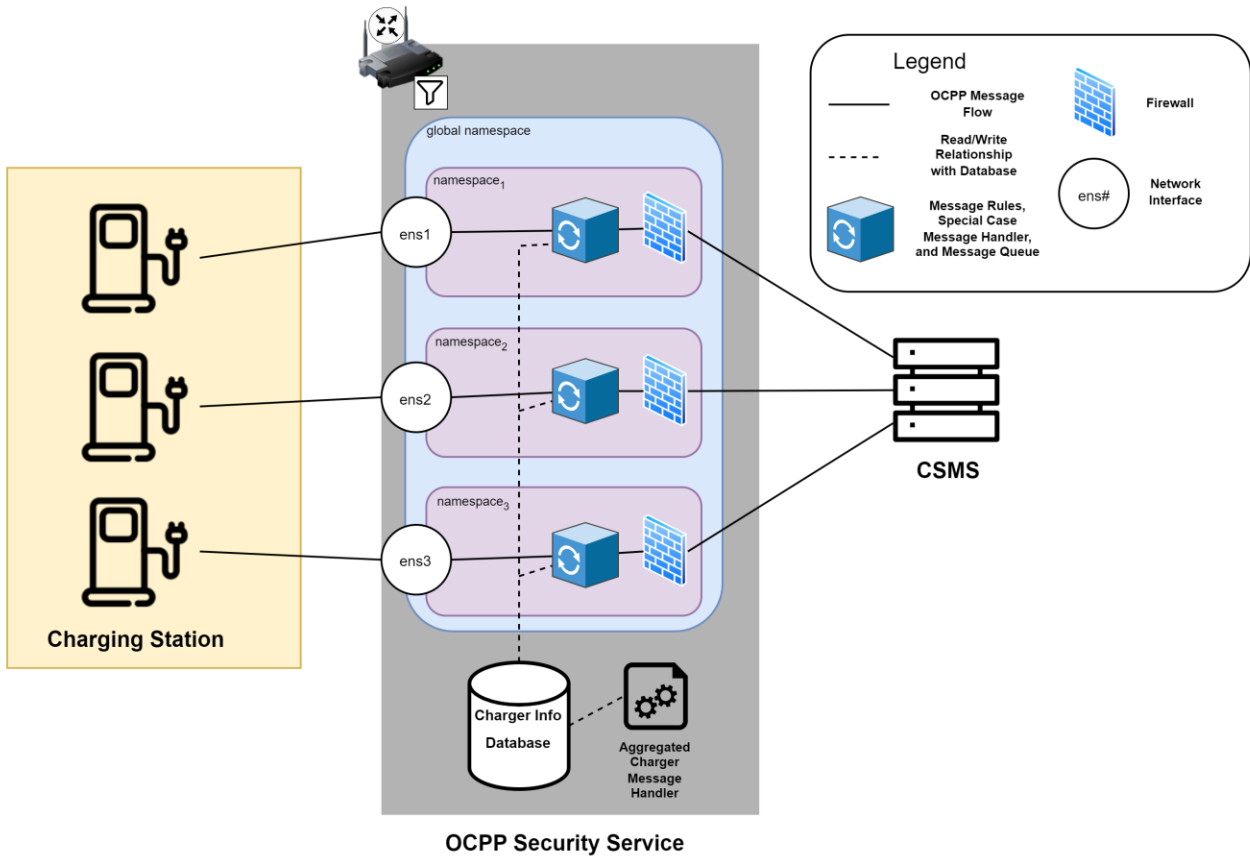 Legend
OCPP Message
Flow
Firewall
Read/Write
Relationship
with Database
ens#
Network
Interface
Message Rules,
Special Case
Message Handler,
and Message Queue
global namespace
namespace1
ens1
namespace2
ens2
namespace3
ens3
Charging Station
CSMS
Charger Info
Database
Aggregated
Charger
Message
Handler
OCPP Security Service